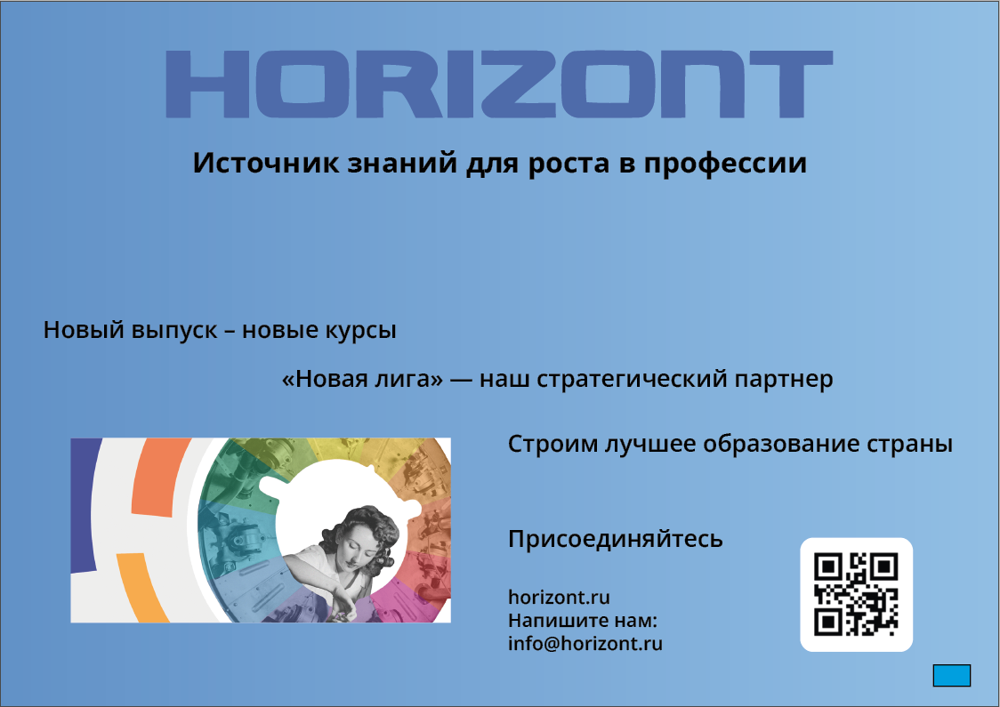 HORIZONT
Источник знаний для роста в профессии
Новый выпуск – новые курсы
«Новая лига» — наш стратегический партнер
Строим лучшее образование страны
Присоединяйтесь
horizont.ru
Напишите нам:
info@horizont.ru